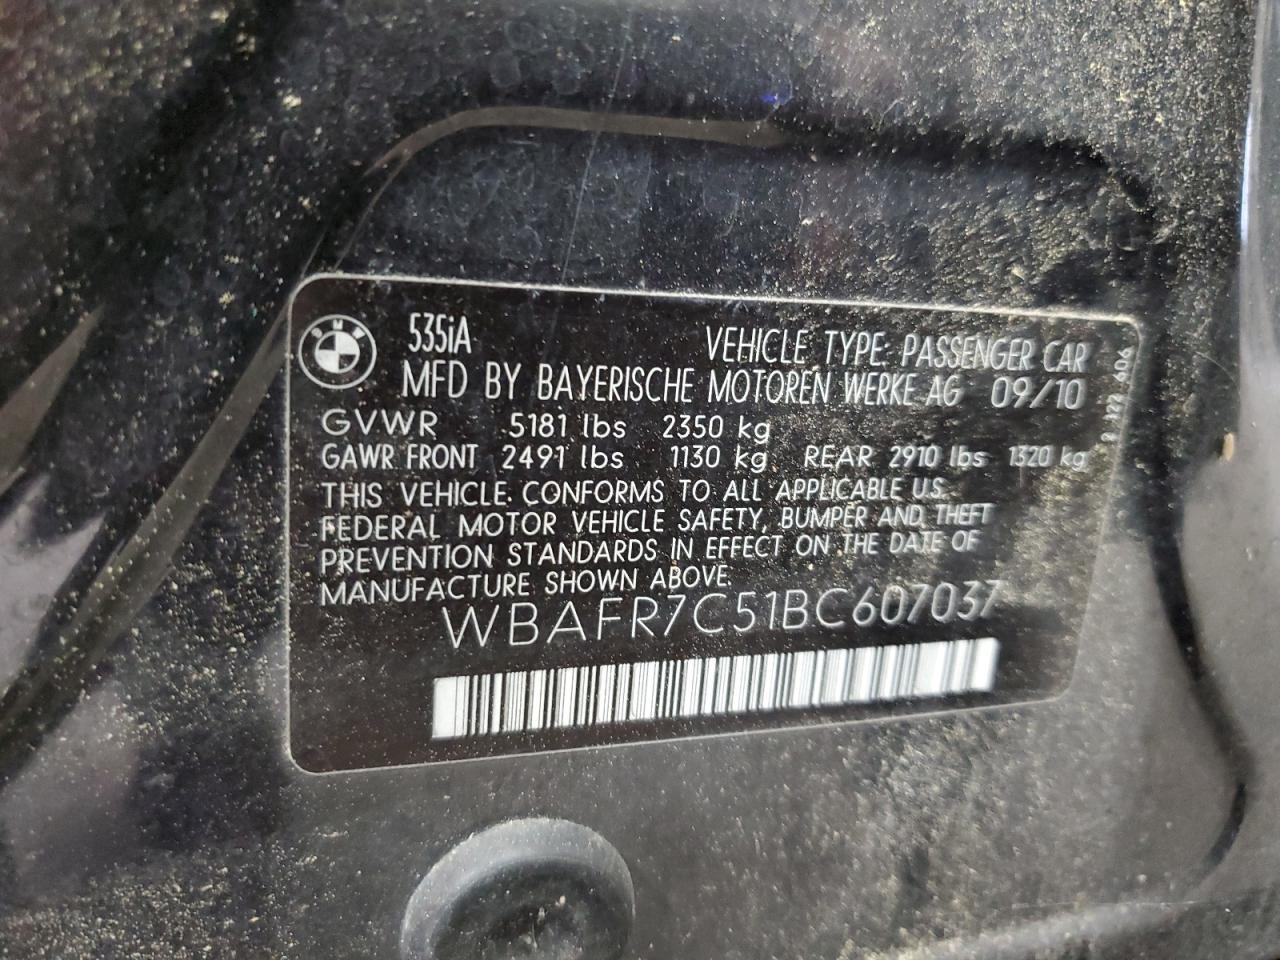 BMW
535iA
VEHICLE TYPE: PASSENGER CAR
MFD BY BAYERISCHE MOTOREN WERKE AG 09/10
GVWR 5181 lbs 2350 kg
GAWR FRONT 2491 lbs 1130 kg REAR 2910 lbs 1320 kg
THIS VEHICLE CONFORMS TO ALL APPLICABLE U.S.
FEDERAL MOTOR VEHICLE SAFETY, BUMPER AND THEFT
PREVENTION STANDARDS IN EFFECT ON THE DATE OF
MANUFACTURE SHOWN ABOVE.
WBAFR7C51BC607037